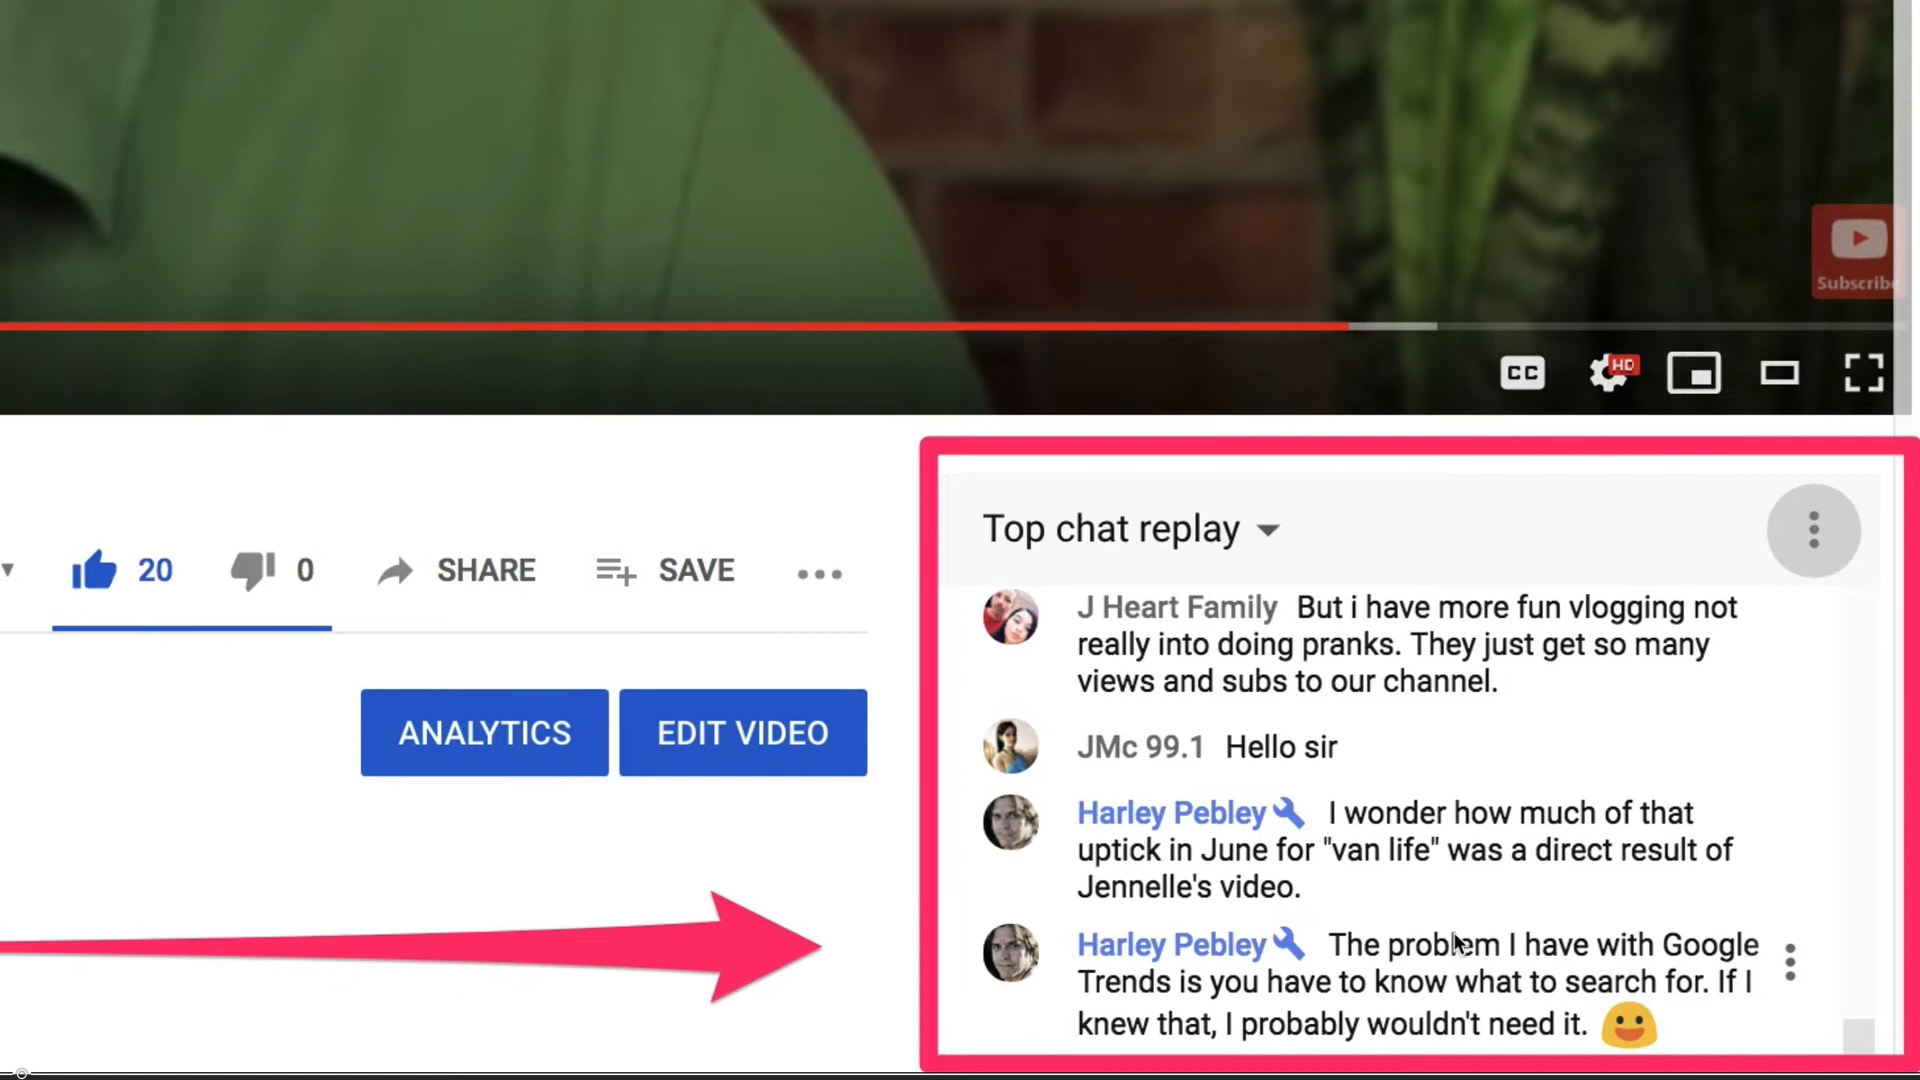 Subscribe
CC
HD
20
0
SHARE
SAVE
ANALYTICS
EDIT VIDEO
Top chat replay
J Heart Family But i have more fun vlogging not
really into doing pranks. They just get so many
views and subs to our channel.
JMc 99.1 Hello sir
Harley Pebley I wonder how much of that
uptick in June for "van life" was a direct result of
Jennelle's video.
Harley Pebley The problem I have with Google
Trends is you have to know what to search for. If I
knew that, I probably wouldn't need it. 😀